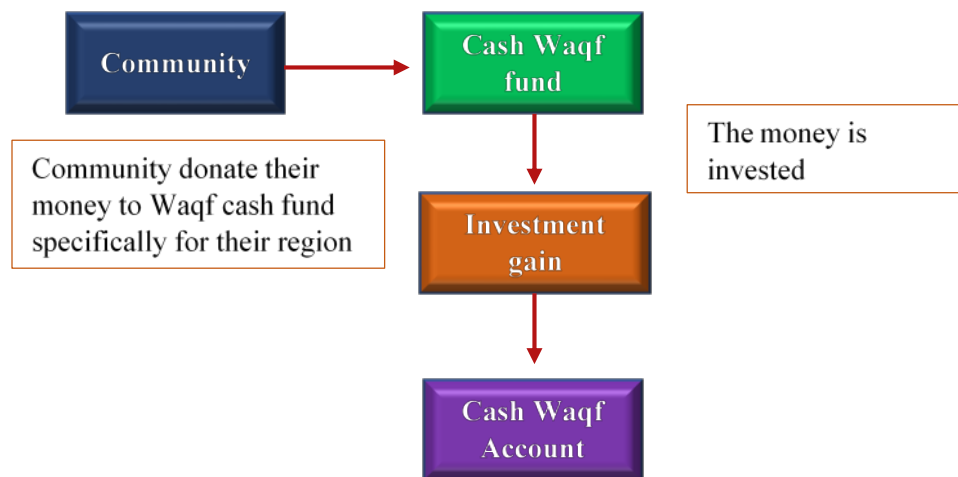 Community
Cash Waqf
fund
Community donate their
money to Waqf cash fund
specifically for their region
The money is
invested
Investment
gain
Cash Waqf
Account